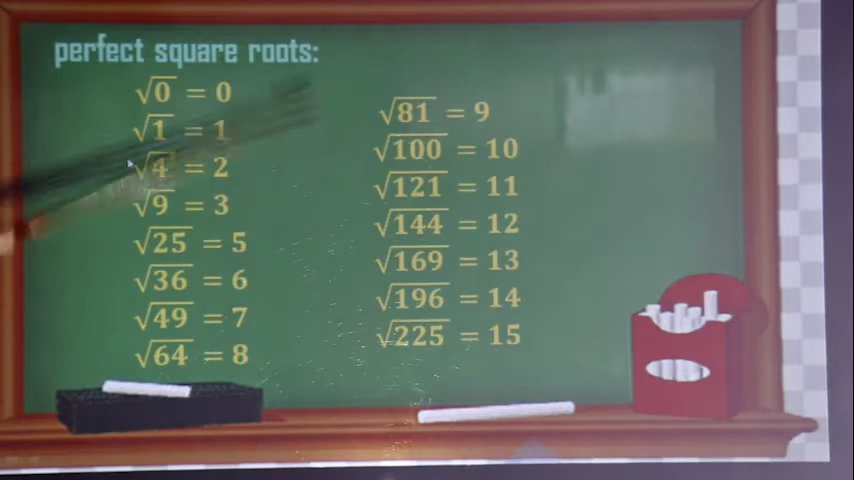 perfect square roots:
√0 = 0
√1 = 1
√4 = 2
√9 = 3
√25 = 5
√36 = 6
√49 = 7
√64 = 8
√81 = 9
√100 = 10
√121 = 11
√144 = 12
√169 = 13
√196 = 14
√225 = 15